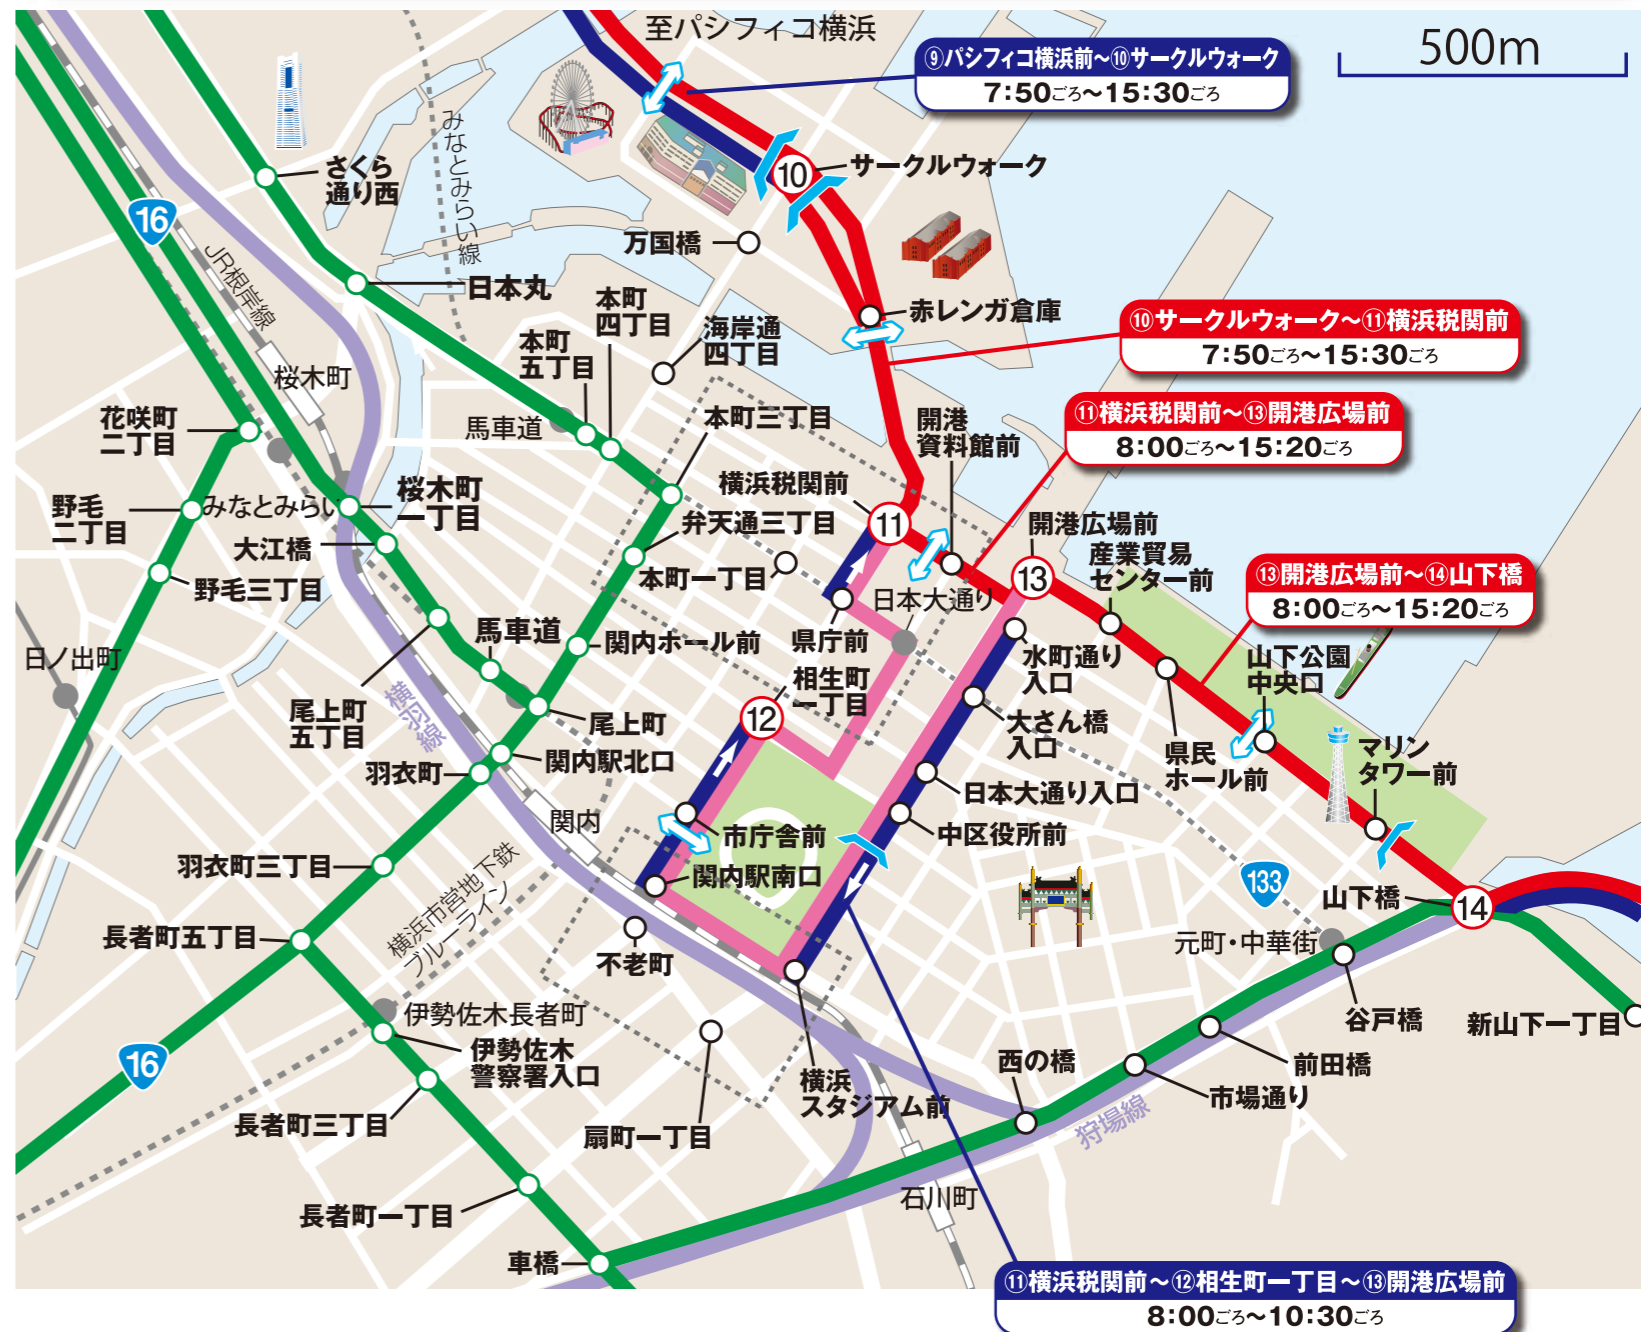 至パシフィコ横浜
⑨パシフィコ横浜前～⑩サークルウォーク
7:50ごろ～15:30ごろ
500m
みなとみらい線
さくら
通り西
16
JR根岸線
10
サークルウォーク
万国橋
日本丸
本町
四丁目
本町
五丁目
海岸通
四丁目
赤レンガ倉庫
⑩サークルウォーク～⑪横浜税関前
7:50ごろ～15:30ごろ
桜木町
花咲町
二丁目
馬車道
本町三丁目
開港
資料館前
⑪横浜税関前～⑬開港広場前
8:00ごろ～15:20ごろ
野毛
二丁目
みなとみらい
桜木町
一丁目
横浜税関前
11
弁天通三丁目
開港広場前
13
産業貿易
センター前
大江橋
野毛三丁目
本町一丁目
日本大通り
⑬開港広場前～⑭山下橋
8:00ごろ～15:20ごろ
日ノ出町
馬車道
関内ホール前
県庁前
水町通り
入口
山下公園
中央口
相生町
一丁目
12
横羽線
尾上町
五丁目
尾上町
大さん橋
入口
県民
ホール前
マリン
タワー前
関内駅北口
羽衣町
日本大通り入口
関内
市庁舎前
中区役所前
羽衣町三丁目
関内駅南口
133
山下橋
14
横浜市営地下鉄
ブルーライン
長者町五丁目
不老町
元町・中華街
谷戸橋
新山下一丁目
伊勢佐木長者町
16
伊勢佐木
警察署入口
西の橋
前田橋
横浜
スタジアム前
市場通り
長者町三丁目
扇町一丁目
狩場線
石川町
長者町一丁目
車橋
⑪横浜税関前～⑫相生町一丁目～⑬開港広場前
8:00ごろ～10:30ごろ